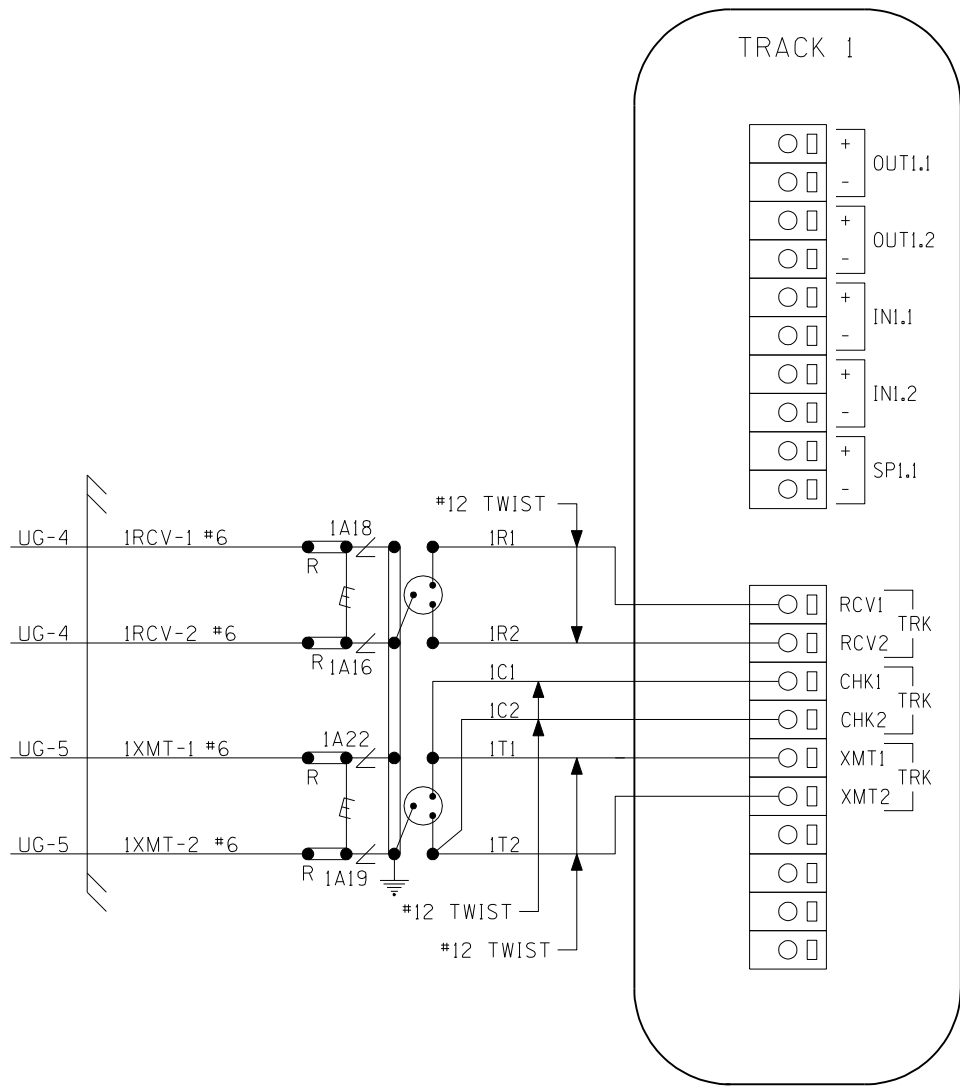 TRACK 1
+
OUT1.1
-
+
OUT1.2
-
+
IN1.1
-
+
IN1.2
-
+
SP1.1
-
#12 TWIST
UG-4 1RCV-1 #6 1A18 1R1
R
E
RCV1
TRK
UG-4 1RCV-2 #6 1R2 RCV2
R 1A16
1C1 CHK1
TRK
1C2 CHK2
UG-5 1XMT-1 #6 1A22 1T1 XMT1
R
TRK
XMT2
E
UG-5 1XMT-2 #6 1T2
R 1A19
#12 TWIST
#12 TWIST